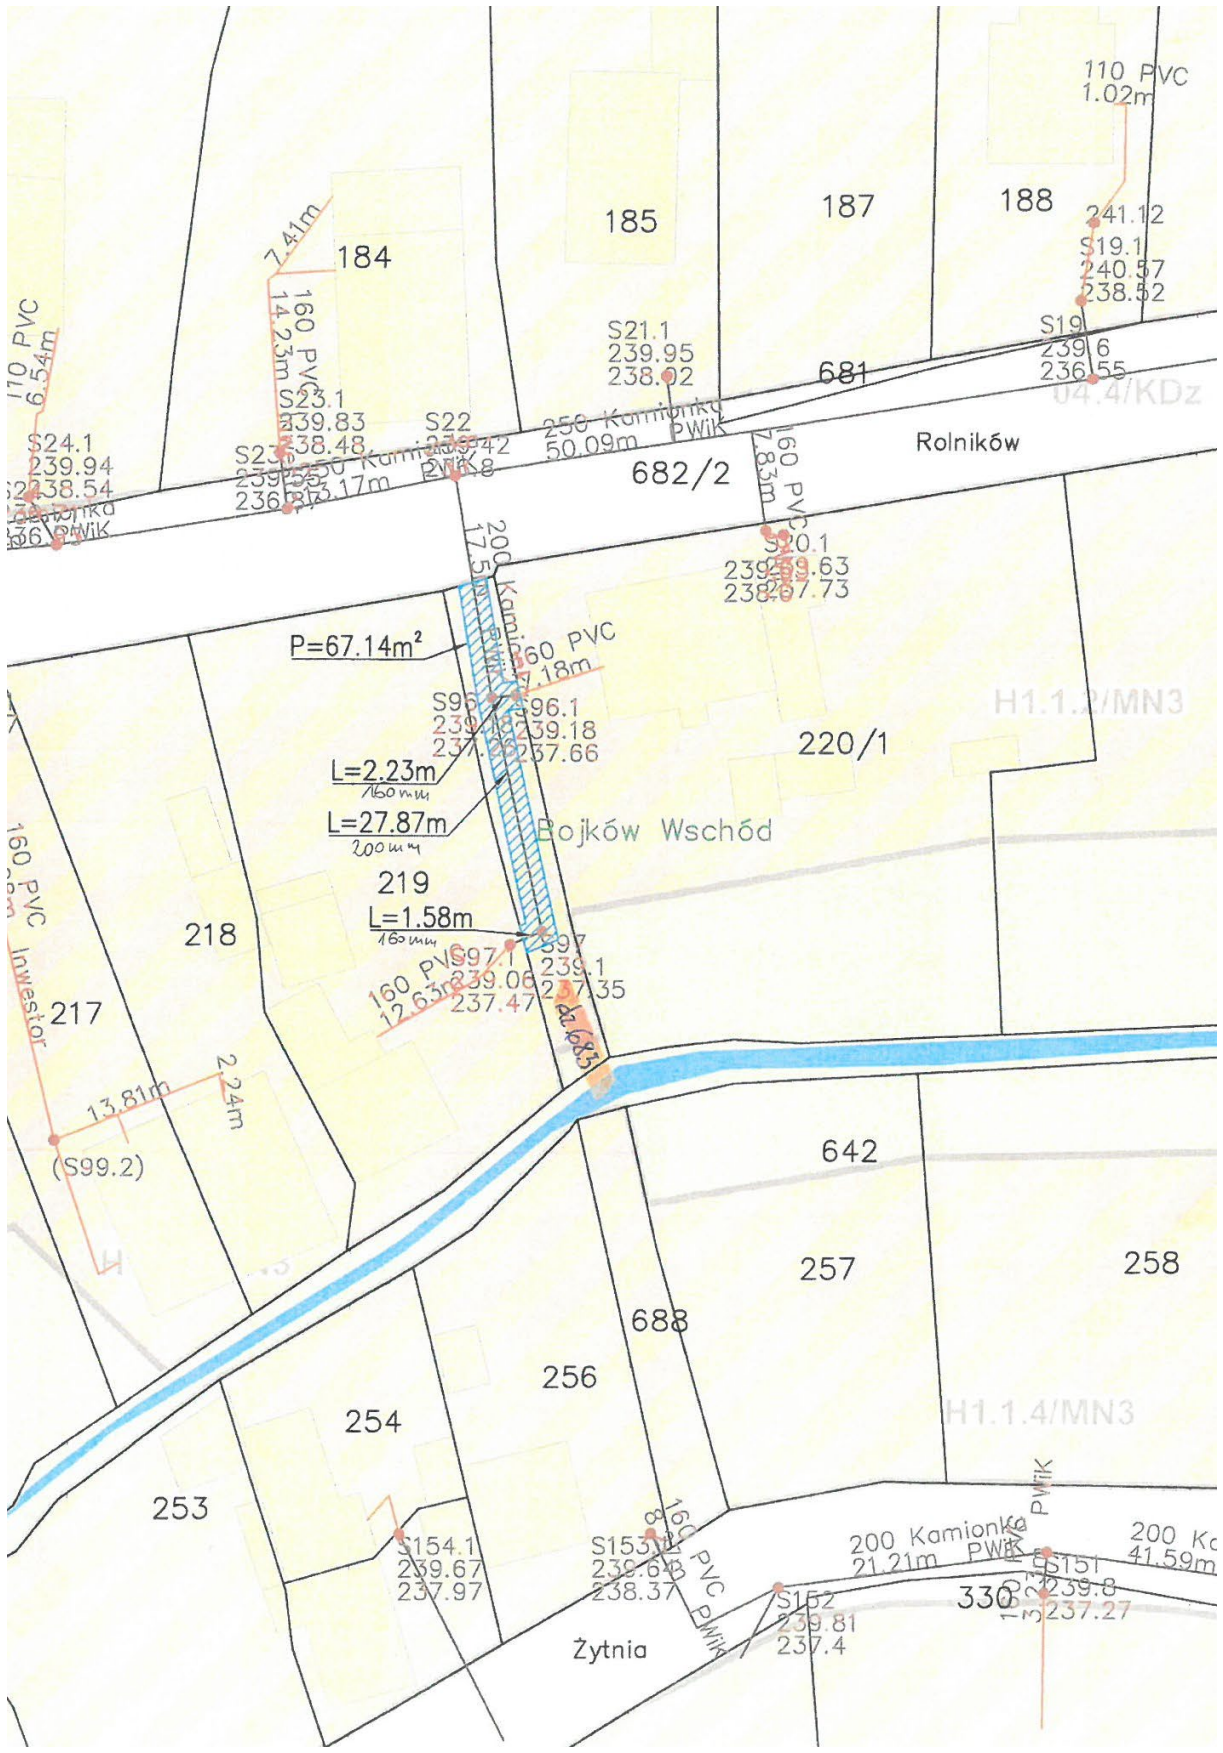 110 PVC
1.02m
188
187
185
184
7.41m
241.12
S19.1
240.57
238.52
160 PVC
14.23m
110 PVC
6.54m
S21.1
239.95
238.02
S19
239.6
236.55
681
04.4/KDz
S23.1
239.83
238.48
S22
250 Kamionka
50.09m PWiK
Rolników
S24.1
239.94
238.54
682/2
160 PVC
7.83m
S20.1
200
17.5
P=67.14m²
160 PVC
7.18m
S96
S96.1
239.18
237.66
H1.1.2/MN3
220/1
L=2.23m
160mm
L=27.87m
200mm
Bojków Wschód
219
218
L=1.58m
160mm
160 PVC
12.63m
S97.1
239.06
237.47
S97
239.1
237.35
dz 683
160 PVC Inwestor
217
13.81m
2.24m
(S99.2)
642
257
258
688
256
H1.1.4/MN3
254
253
S154.1
239.67
237.97
239.64
238.37
160 PVC PWiK
200 Kamionka
21.21m PWiK
PWiK
200 Ka
41.59m
S152
239.81
237.4
330
S151
239.8
237.27
Żytnia